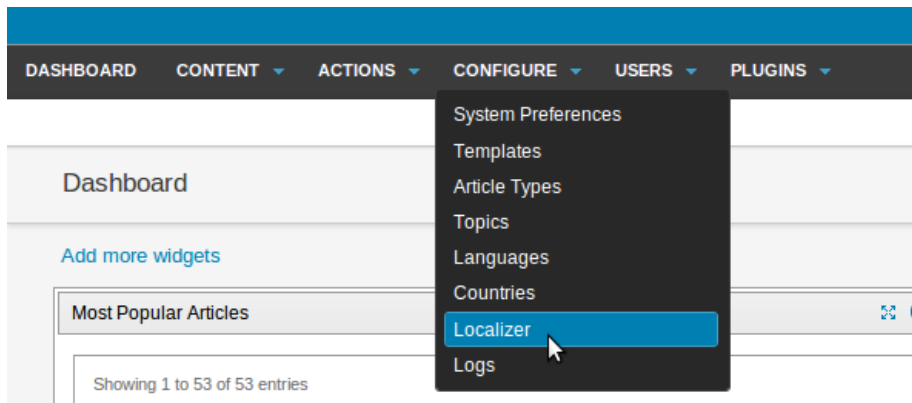 DASHBOARD CONTENT ACTIONS CONFIGURE USERS PLUGINS
System Preferences
Templates
Article Types
Topics
Languages
Countries
Localizer
Logs
Dashboard
Add more widgets
Most Popular Articles
Showing 1 to 53 of 53 entries